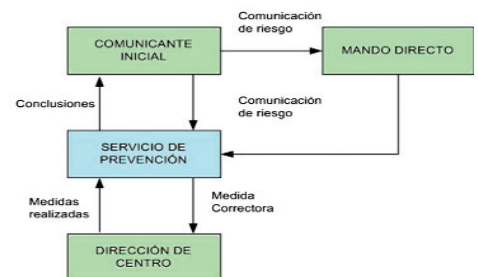 Comunicación
de riesgo
COMUNICANTE
INICIAL
MANDO DIRECTO
Conclusiones
Comunicación
de riesgo
SERVICIO DE
PREVENCIÓN
Medidas
realizadas
Medida
Correctora
DIRECCIÓN DE
CENTRO